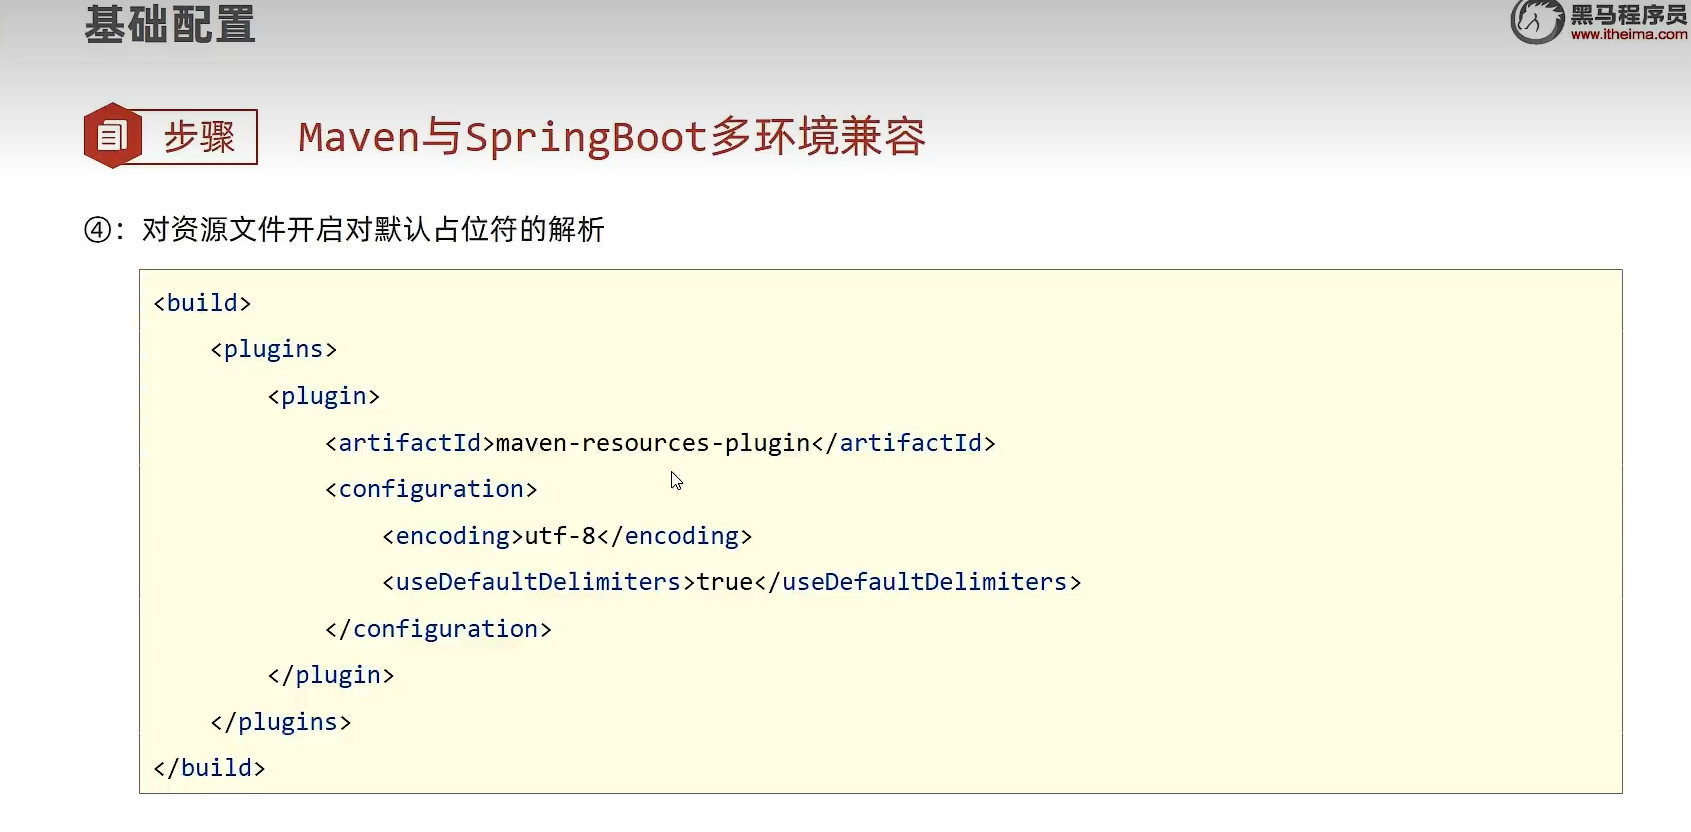 基础配置
黑马程序员
www.itheima.com
步骤
Maven与SpringBoot多环境兼容
④：对资源文件开启对默认占位符的解析
<build>
    <plugins>
        <plugin>
            <artifactId>maven-resources-plugin</artifactId>
            <configuration>
                <encoding>utf-8</encoding>
                <useDefaultDelimiters>true</useDefaultDelimiters>
            </configuration>
        </plugin>
    </plugins>
</build>